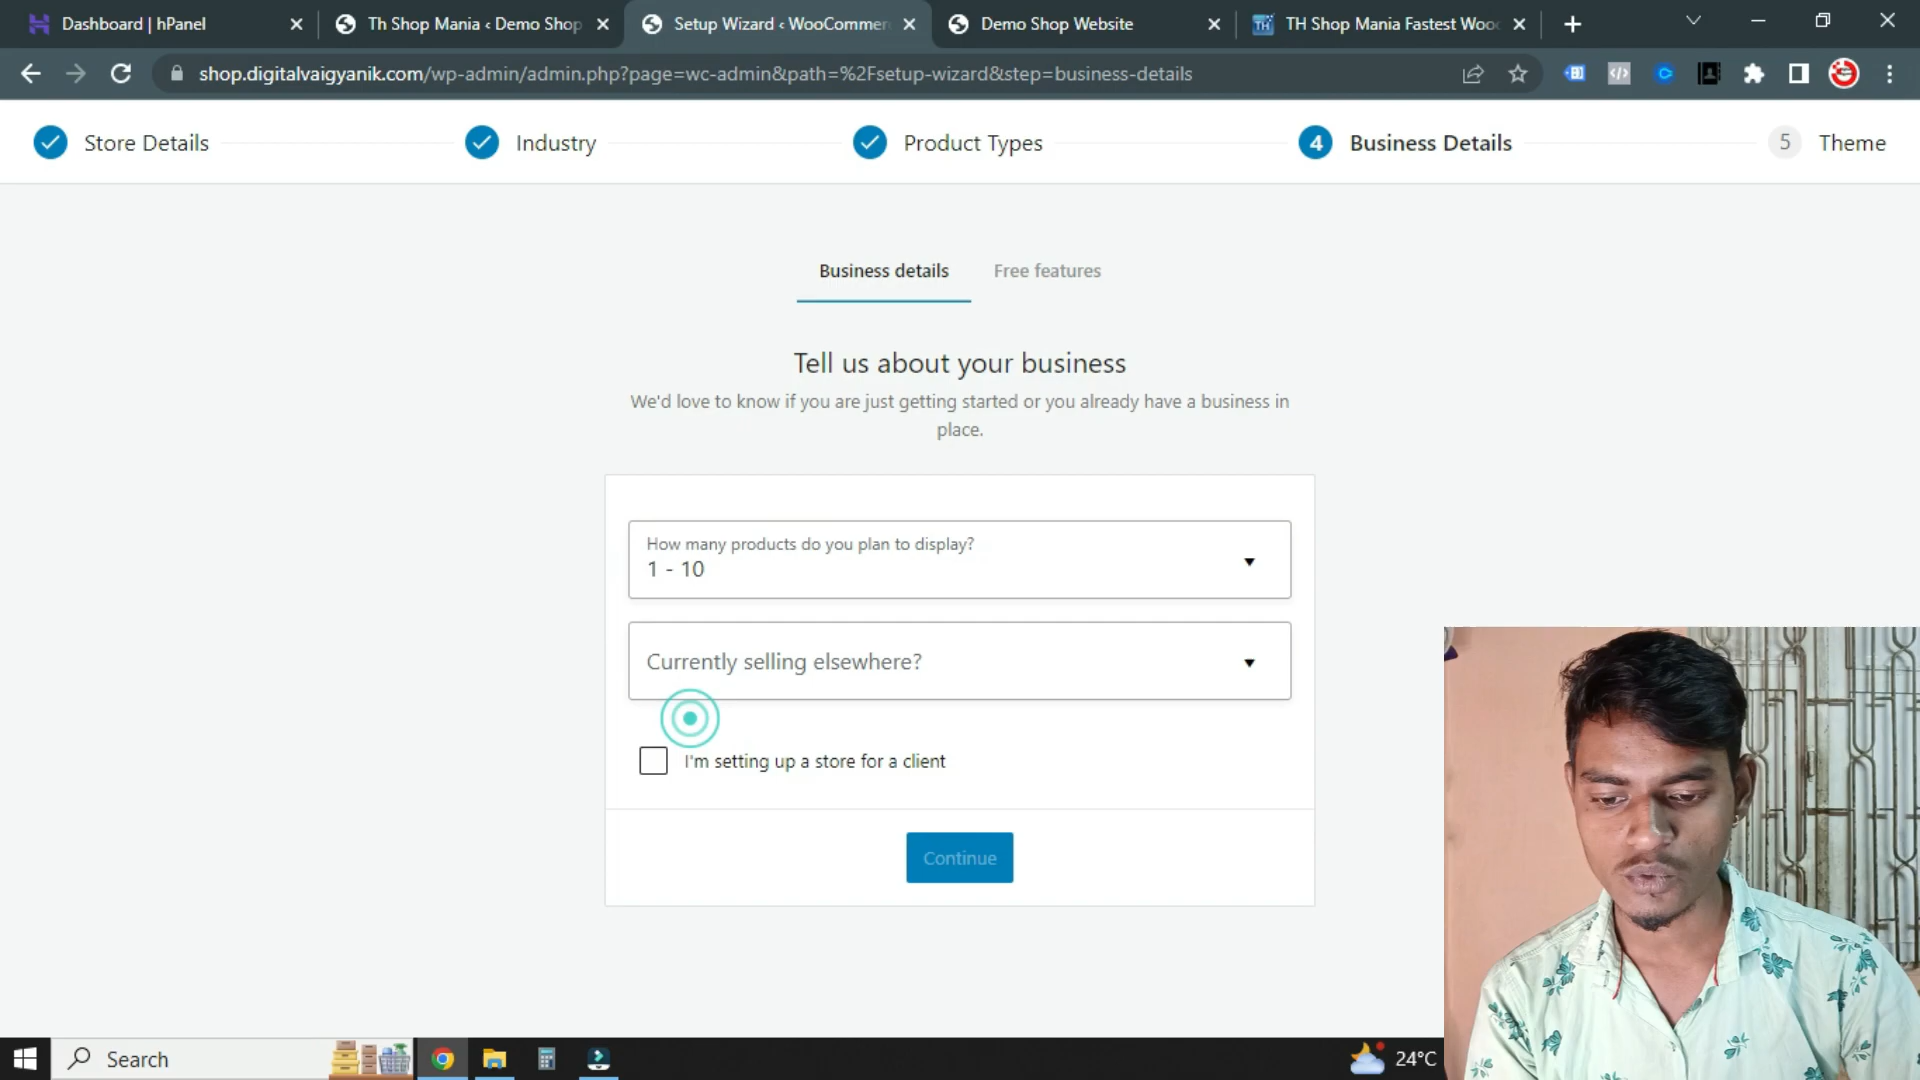 Dashboard | hPanel
Th Shop Mania ‹ Demo Shop
Setup Wizard ‹ WooCommer
Demo Shop Website
TH Shop Mania Fastest Woo
shop.digitalvaigyanik.com/wp-admin/admin.php?page=wc-admin&path=%2Fsetup-wizard&step=business-details
Store Details
Industry
Product Types
4 Business Details
5 Theme
Business details
Free features
Tell us about your business
We'd love to know if you are just getting started or you already have a business in
place.
How many products do you plan to display?
1 - 10
Currently selling elsewhere?
I'm setting up a store for a client
Continue
Search
24°C